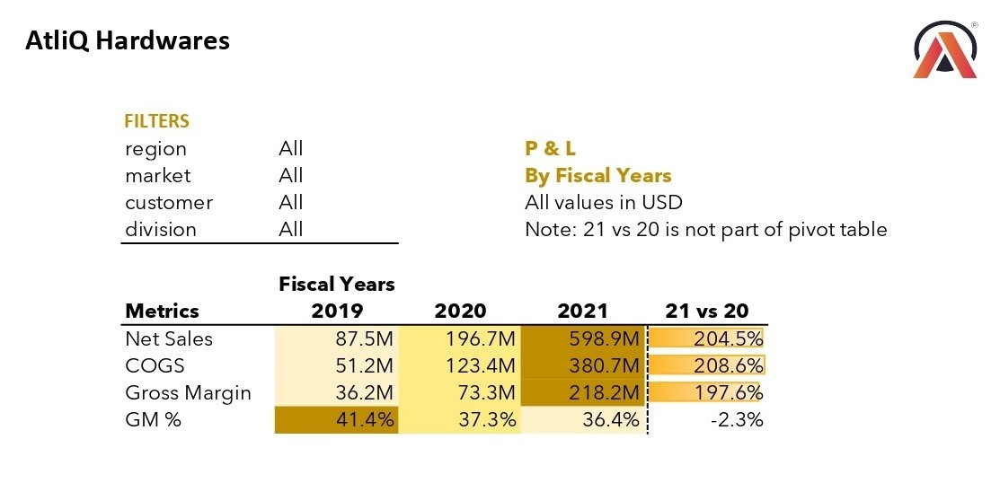 AtliQ Hardwares
®
FILTERS
region All
market All
customer All
division All
P & L
By Fiscal Years
All values in USD
Note: 21 vs 20 is not part of pivot table
Fiscal Years
Metrics 2019 2020 2021 21 vs 20
Net Sales 87.5M 196.7M 598.9M 204.5%
COGS 51.2M 123.4M 380.7M 208.6%
Gross Margin 36.2M 73.3M 218.2M 197.6%
GM % 41.4% 37.3% 36.4% -2.3%